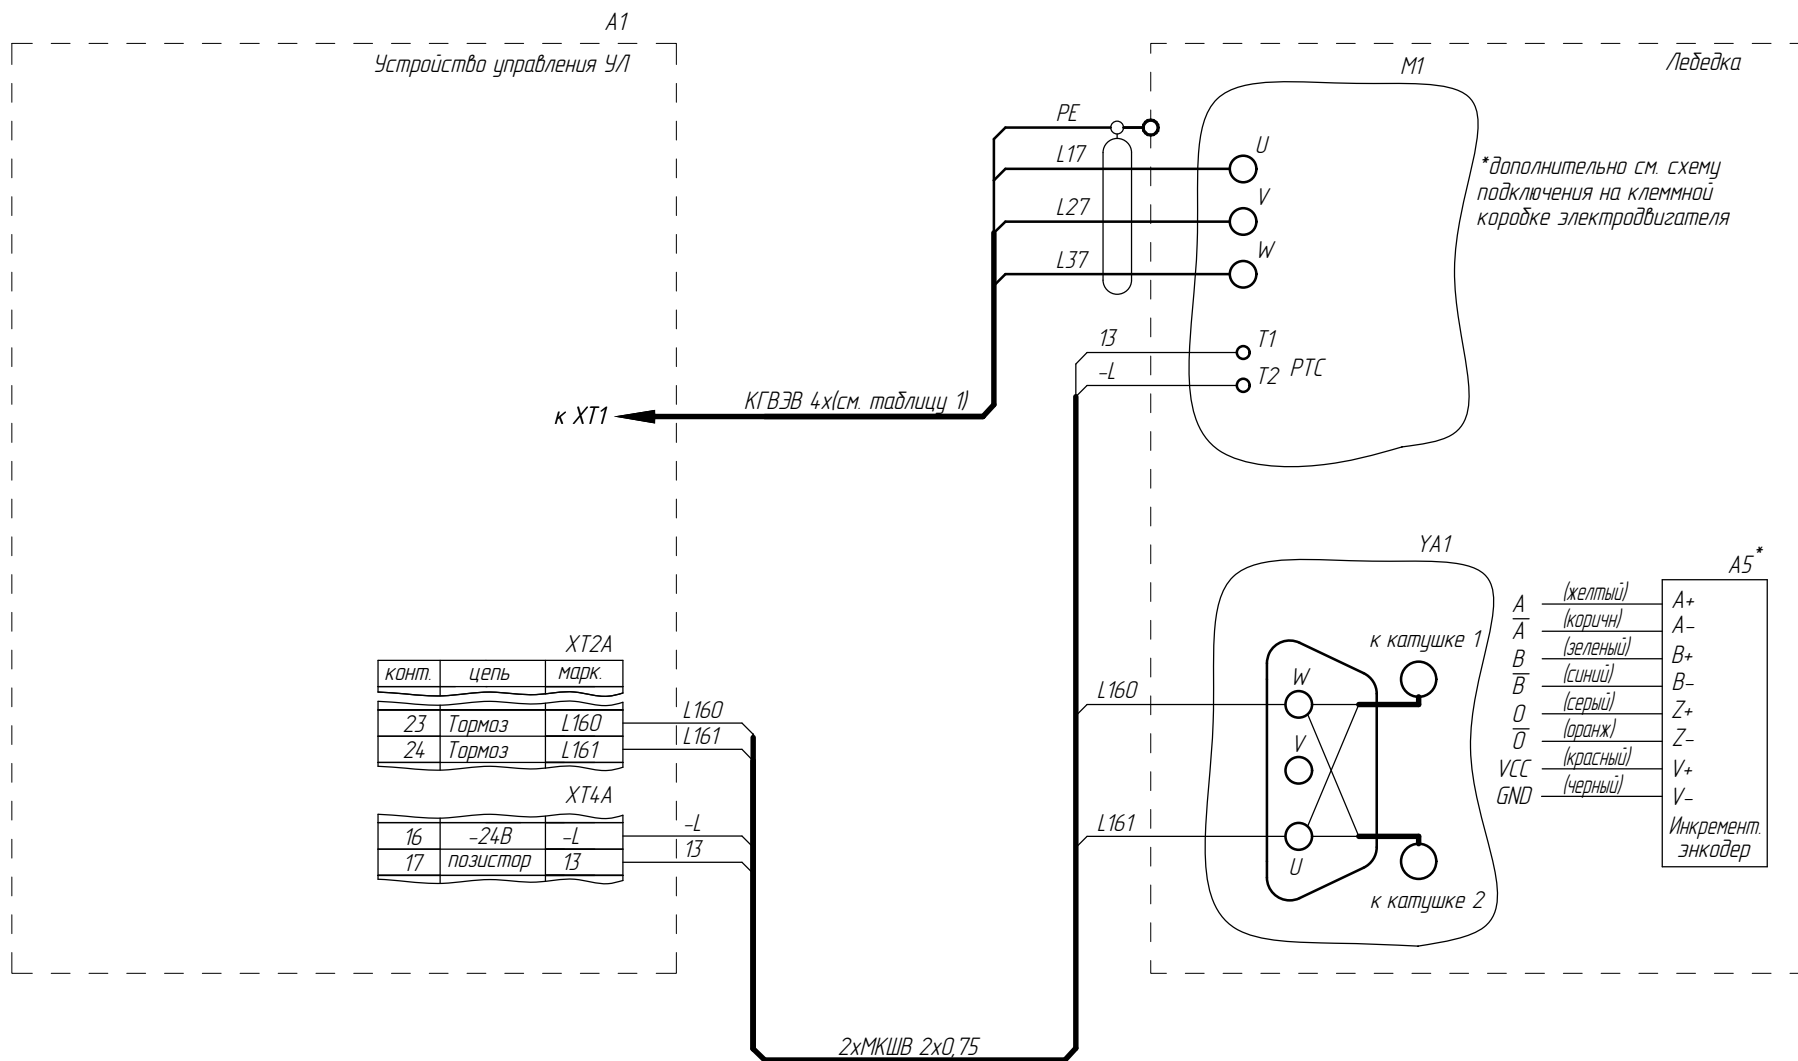 А1
Устройство управления УЛ
М1
Лебедка
PE
L17
L27
L37
U
V
W
*дополнительно см. схему
подключения на клеммной
коробке электродвигателя
13
-L
T1
T2
PTC
к XT1
КГВЭВ 4х(см. таблицу 1)
YA1
A5*
A (желтый) A+
A̅ (коричн) A-
B (зеленый) B+
B̅ (синий) B-
0 (серый) Z+
0̅ (оранж) Z-
VCC (красный) V+
GND (черный) V-
Инкремент.
энкодер
к катушке 1
W
V
U
к катушке 2
L160
L161
XT2A
конт. цепь марк.
23 Тормоз L160 L160
24 Тормоз L161 L161
XT4A
16 -24В -L -L
17 позистор 13 13
2хМКШВ 2х0,75